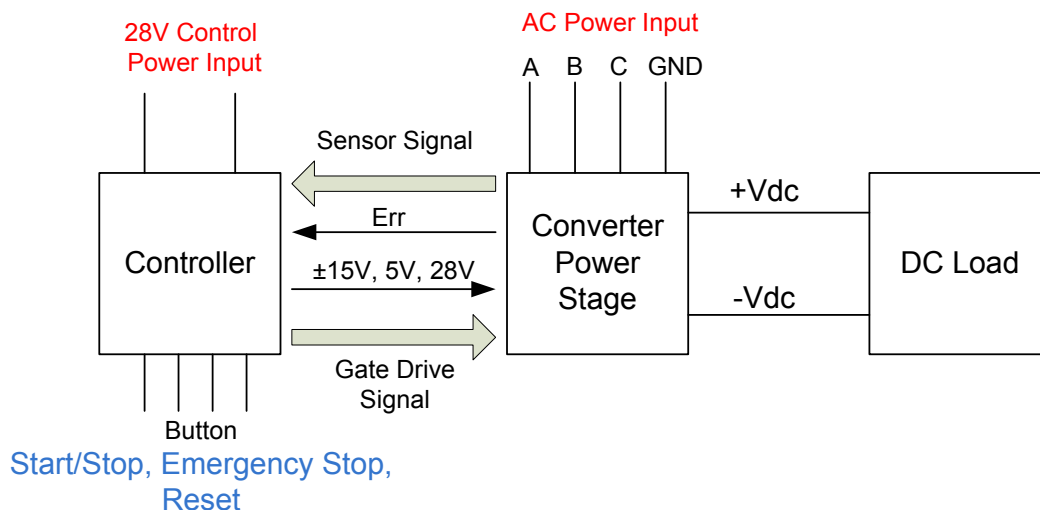 28V Control
Power Input
AC Power Input
A B C GND
Sensor Signal
Err
±15V, 5V, 28V
Gate Drive
Signal
Controller
Converter
Power
Stage
+Vdc
-Vdc
DC Load
Button
Start/Stop, Emergency Stop,
Reset